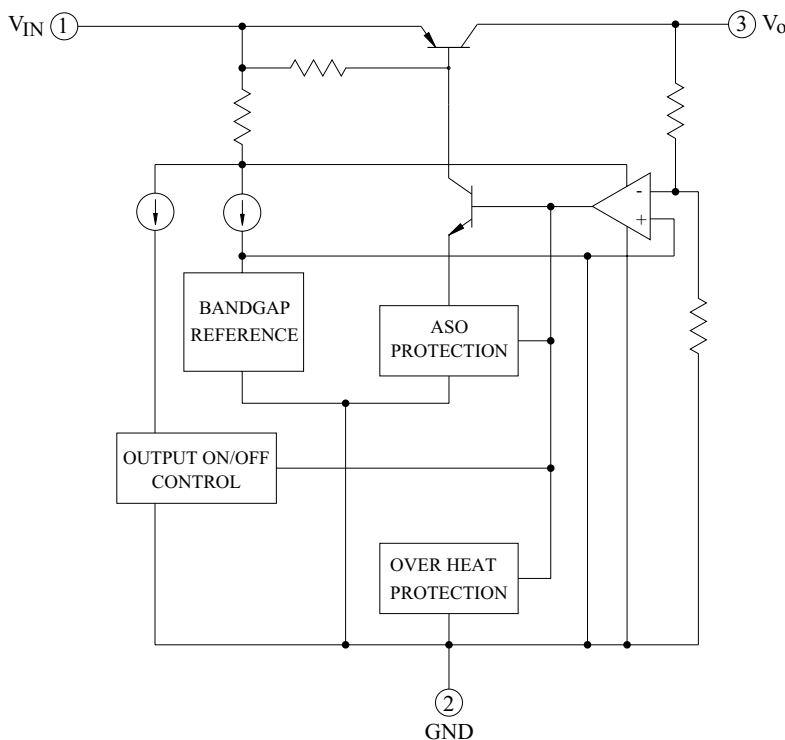 VIN 1
3 Vo
-
+
BANDGAP
REFERENCE
ASO
PROTECTION
OUTPUT ON/OFF
CONTROL
OVER HEAT
PROTECTION
2
GND